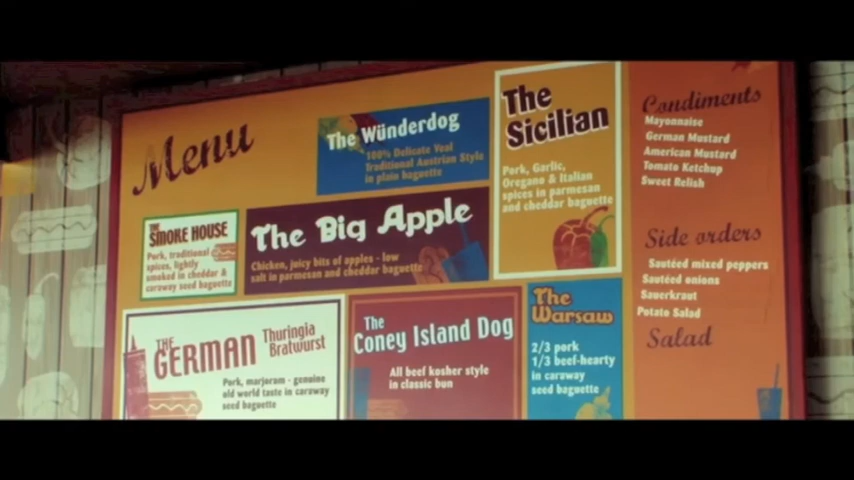 Menu
The Wünderdog
100% Delicate Veal
Traditional Austrian Style
in plain baguette
The
Sicilian
Pork, Garlic,
Oregano & Italian
spices in parmesan
and cheddar baguette
THE
SMOKE HOUSE
Pork, traditional
spices, lightly
smoked in cheddar &
caraway seed baguette
The Big Apple
Chicken, juicy bits of apples - low
salt in parmesan and cheddar baguette
THE
GERMAN
Thuringia
Bratwurst
Pork, marjoram - genuine
old world taste in caraway
seed baguette
The
Coney Island Dog
All beef kosher style
in classic bun
The
Warsaw
2/3 pork
1/3 beef-hearty
in caraway
seed baguette
Condiments
Mayonnaise
German Mustard
American Mustard
Tomato Ketchup
Sweet Relish
Side orders
Sautéed mixed peppers
Sautéed onions
Sauerkraut
Potato Salad
Salad